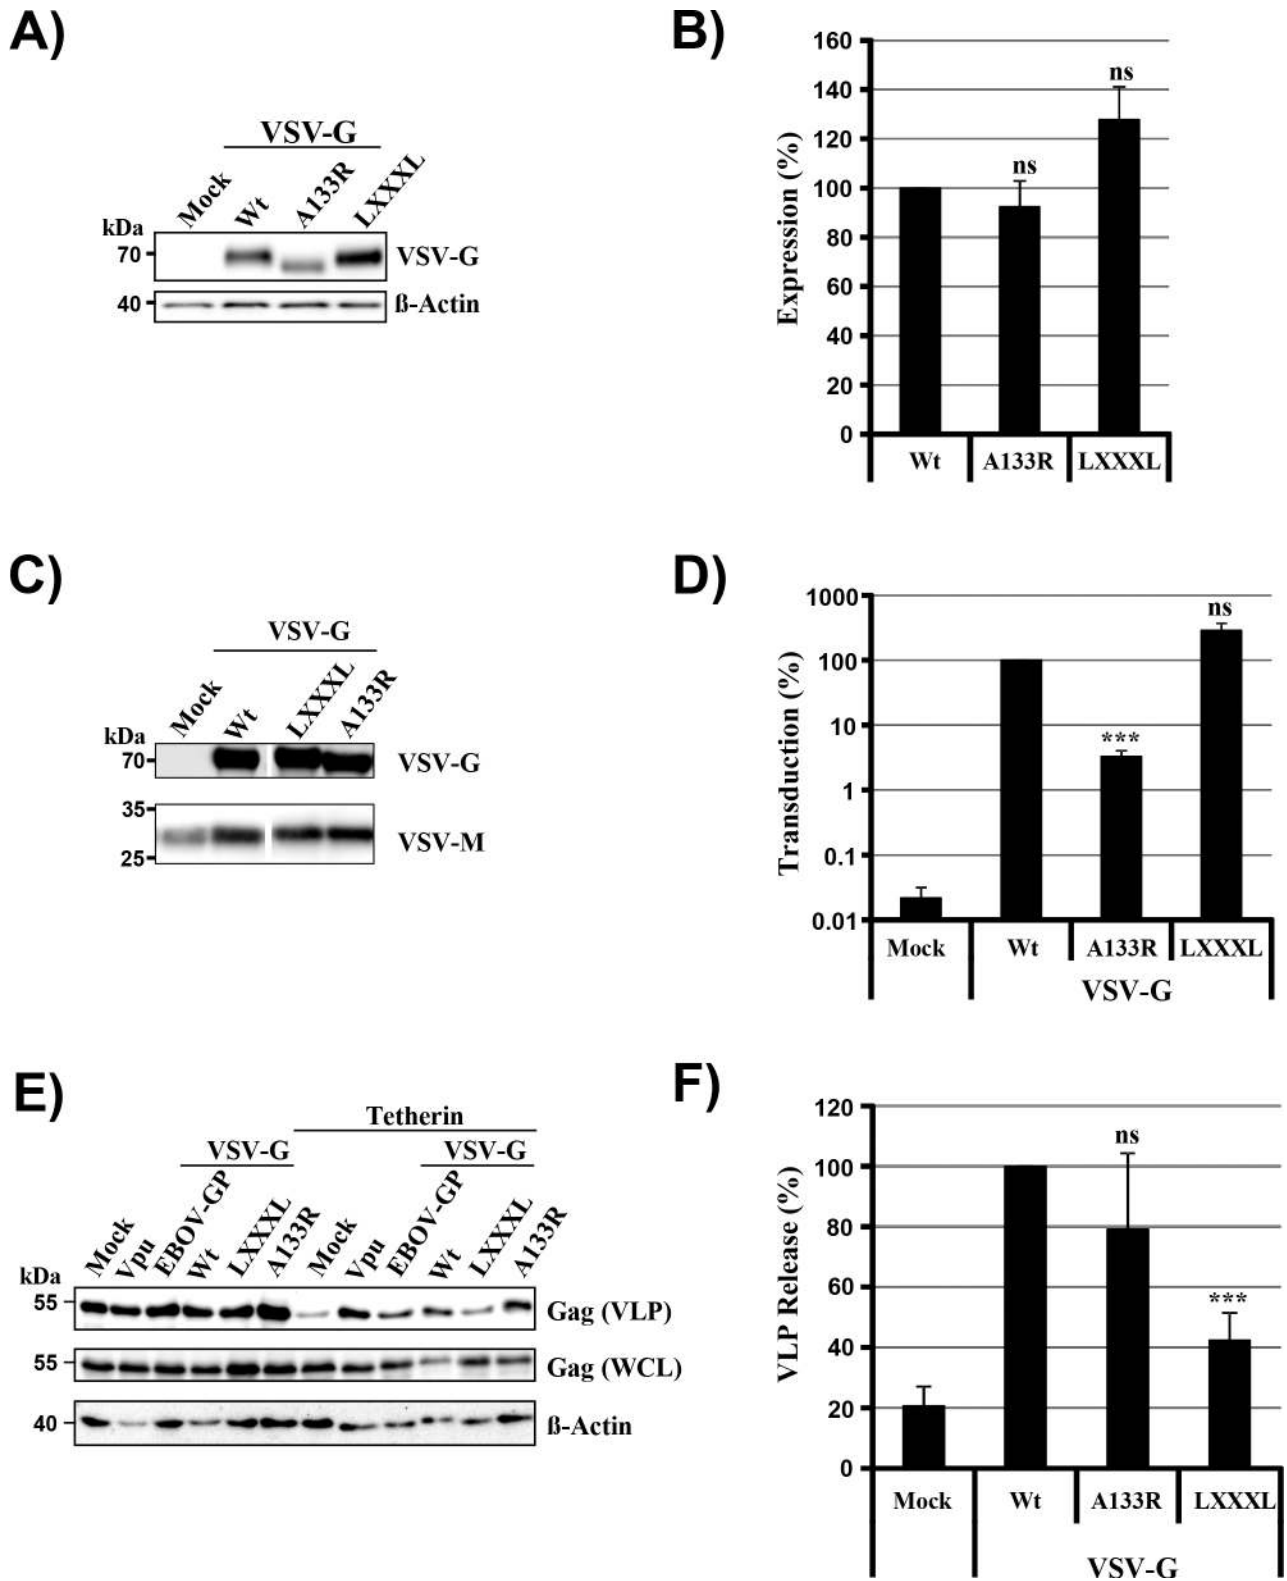 A)
VSV-G
Mock Wt A133R LXXXL
kDa
70 VSV-G
40 ß-Actin
B)
Expression (%)
160
140
120
100
80
60
40
20
0
ns
ns
Wt A133R LXXXL
C)
VSV-G
Mock Wt LXXXL A133R
kDa
70 VSV-G
35
VSV-M
25
D)
Transduction (%)
1000
100
10
1
0.1
0.01
***
ns
Mock Wt A133R LXXXL
VSV-G
E)
Tetherin
VSV-G VSV-G
Mock Vpu EBOV-GP Wt LXXXL A133R Mock Vpu EBOV-GP Wt LXXXL A133R
kDa
55 Gag (VLP)
55 Gag (WCL)
40 ß-Actin
F)
VLP Release (%)
120
100
80
60
40
20
0
ns
***
Mock Wt A133R LXXXL
VSV-G